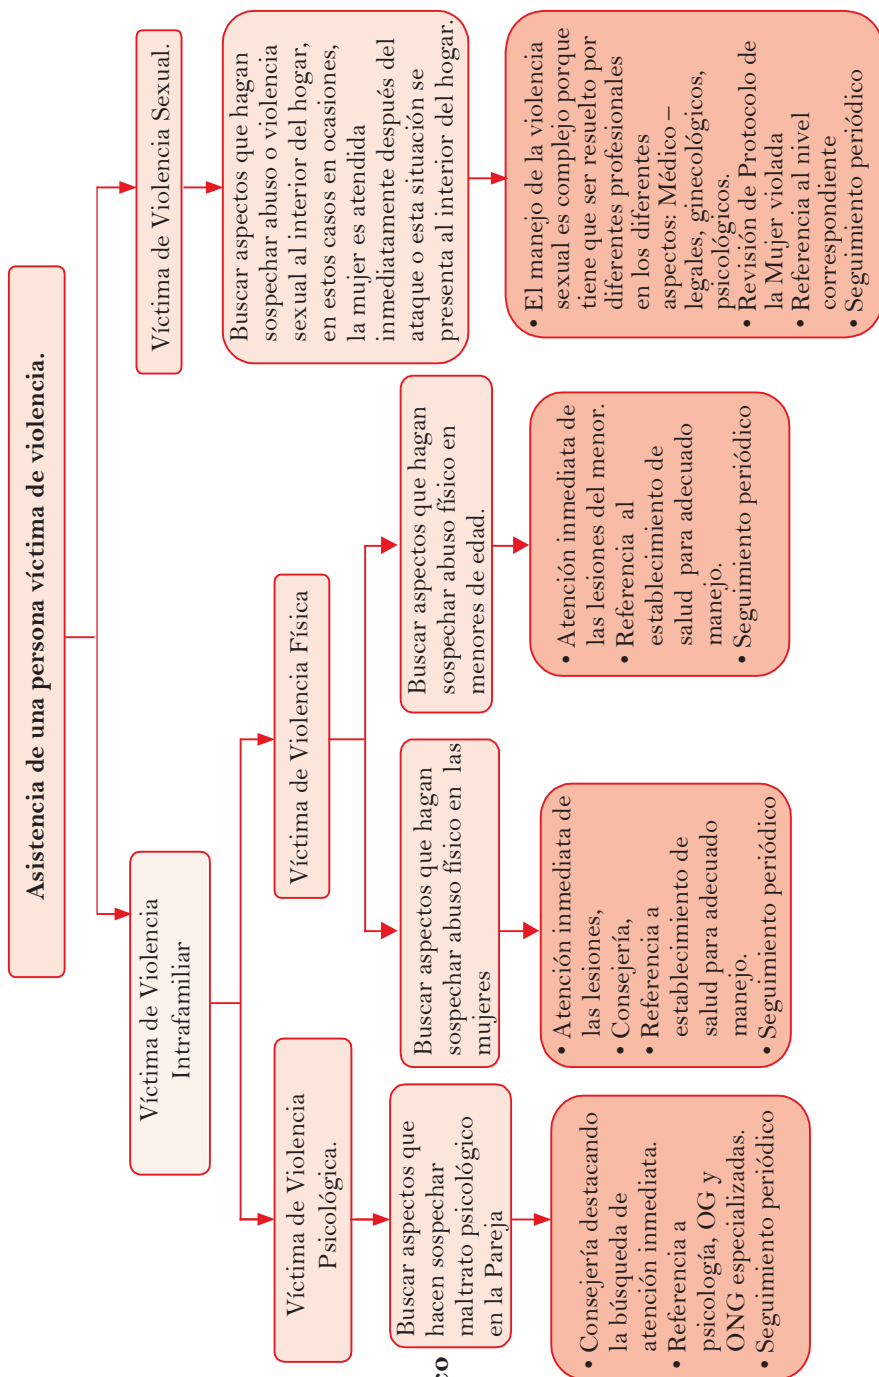 Asistencia de una persona víctima de violencia.
Víctima de Violencia
Intrafamiliar
Víctima de Violencia Sexual.
Víctima de Violencia
Psicológica.
Víctima de Violencia Física
Buscar aspectos que hagan
sospechar abuso o violencia
sexual al interior del hogar,
en estos casos en ocasiones,
la mujer es atendida
inmediatamente después del
ataque o esta situación se
presenta al interior del hogar.
Buscar aspectos que
hacen sospechar
maltrato psicológico
en la Pareja
Buscar aspectos que hagan
sospechar abuso físico en las
mujeres
Buscar aspectos que hagan
sospechar abuso físico en
menores de edad.
• Consejería destacando
la búsqueda de
atención inmediata.
• Referencia a
psicología, OG y
ONG especializadas.
• Seguimiento periódico
• Atención inmediata de
las lesiones,
• Consejería,
• Referencia a
establecimiento de
salud para adecuado
manejo.
• Seguimiento periódico
• Atención inmediata de
las lesiones del menor.
• Referencia al
establecimiento de
salud para adecuado
manejo.
• Seguimiento periódico
• El manejo de la violencia
sexual es complejo porque
tiene que ser resuelto por
diferentes profesionales
en los diferentes
aspectos: Médico –
legales, ginecológicos,
psicológicos.
• Revisión de Protocolo de
la Mujer violada
• Referencia al nivel
correspondiente
• Seguimiento periódico